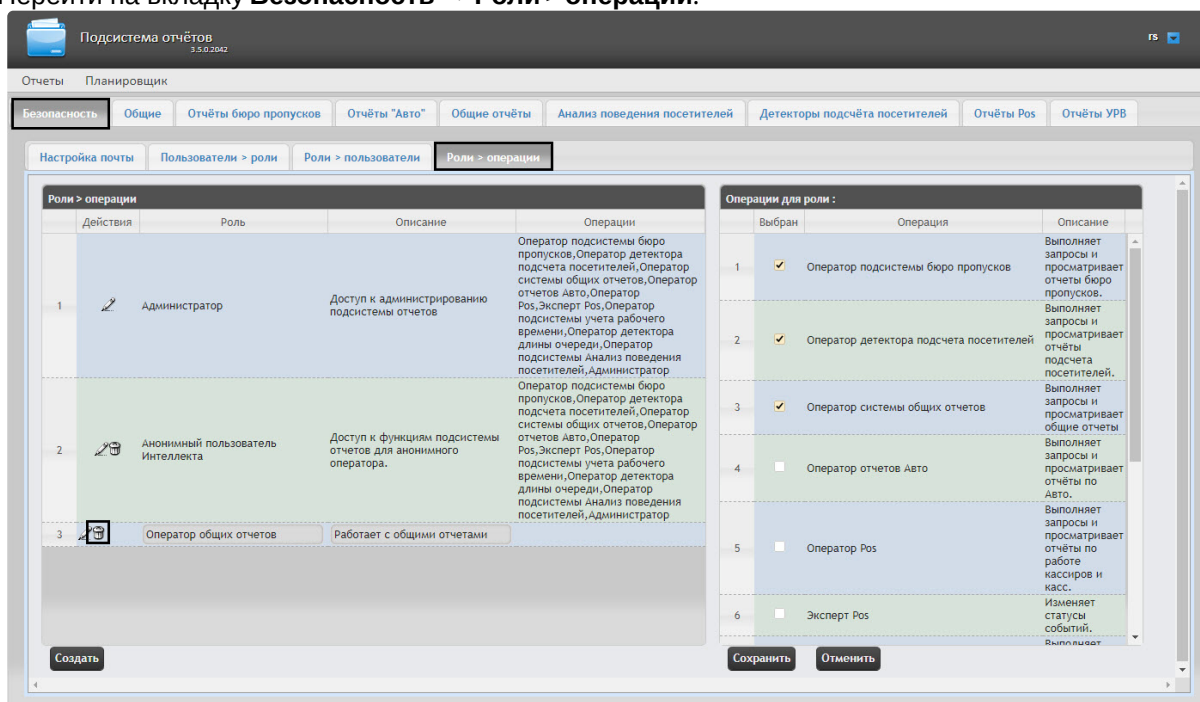 Перейти на вкладку Безопасность -> Роли> операции.
Подсистема отчётов
3.5.0.2042
rs
Отчеты Планировщик
Безопасность Общие Отчёты бюро пропусков Отчёты "Авто" Общие отчёты Анализ поведения посетителей Детекторы подсчёта посетителей Отчёты Pos Отчёты УРВ
Настройка почты Пользователи > роли Роли > пользователи Роли > операции
Роли > операции
Действия Роль Описание Операции
1 Администратор
Доступ к администрированию
подсистемы отчетов
Оператор подсистемы бюро
пропусков,Оператор детектора
подсчета посетителей,Оператор
системы общих отчетов,Оператор
отчетов Авто,Оператор
Pos,Эксперт Pos,Оператор
подсистемы учета рабочего
времени,Оператор детектора
длины очереди,Оператор
подсистемы Анализ поведения
посетителей,Администратор
2 Анонимный пользователь
Интеллекта
Доступ к функциям подсистемы
отчетов для анонимного
оператора.
Оператор подсистемы бюро
пропусков,Оператор детектора
подсчета посетителей,Оператор
системы общих отчетов,Оператор
отчетов Авто,Оператор
Pos,Эксперт Pos,Оператор
подсистемы учета рабочего
времени,Оператор детектора
длины очереди,Оператор
подсистемы Анализ поведения
посетителей,Администратор
3 Оператор общих отчетов Работает с общими отчетами
Создать
Операции для роли :
Выбран Операция Описание
1 Оператор подсистемы бюро пропусков
Выполняет
запросы и
просматривает
отчеты бюро
пропусков.
2 Оператор детектора подсчета посетителей
Выполняет
запросы и
просматривает
отчёты
подсчета
посетителей.
3 Оператор системы общих отчетов
Выполняет
запросы и
просматривает
общие отчеты
4 Оператор отчетов Авто
Выполняет
запросы и
просматривает
отчёты по
Авто.
5 Оператор Pos
Выполняет
запросы и
просматривает
отчёты по
работе
кассиров и
касс.
6 Эксперт Pos
Изменяет
статусы
событий.
Выполняет
Сохранить Отменить